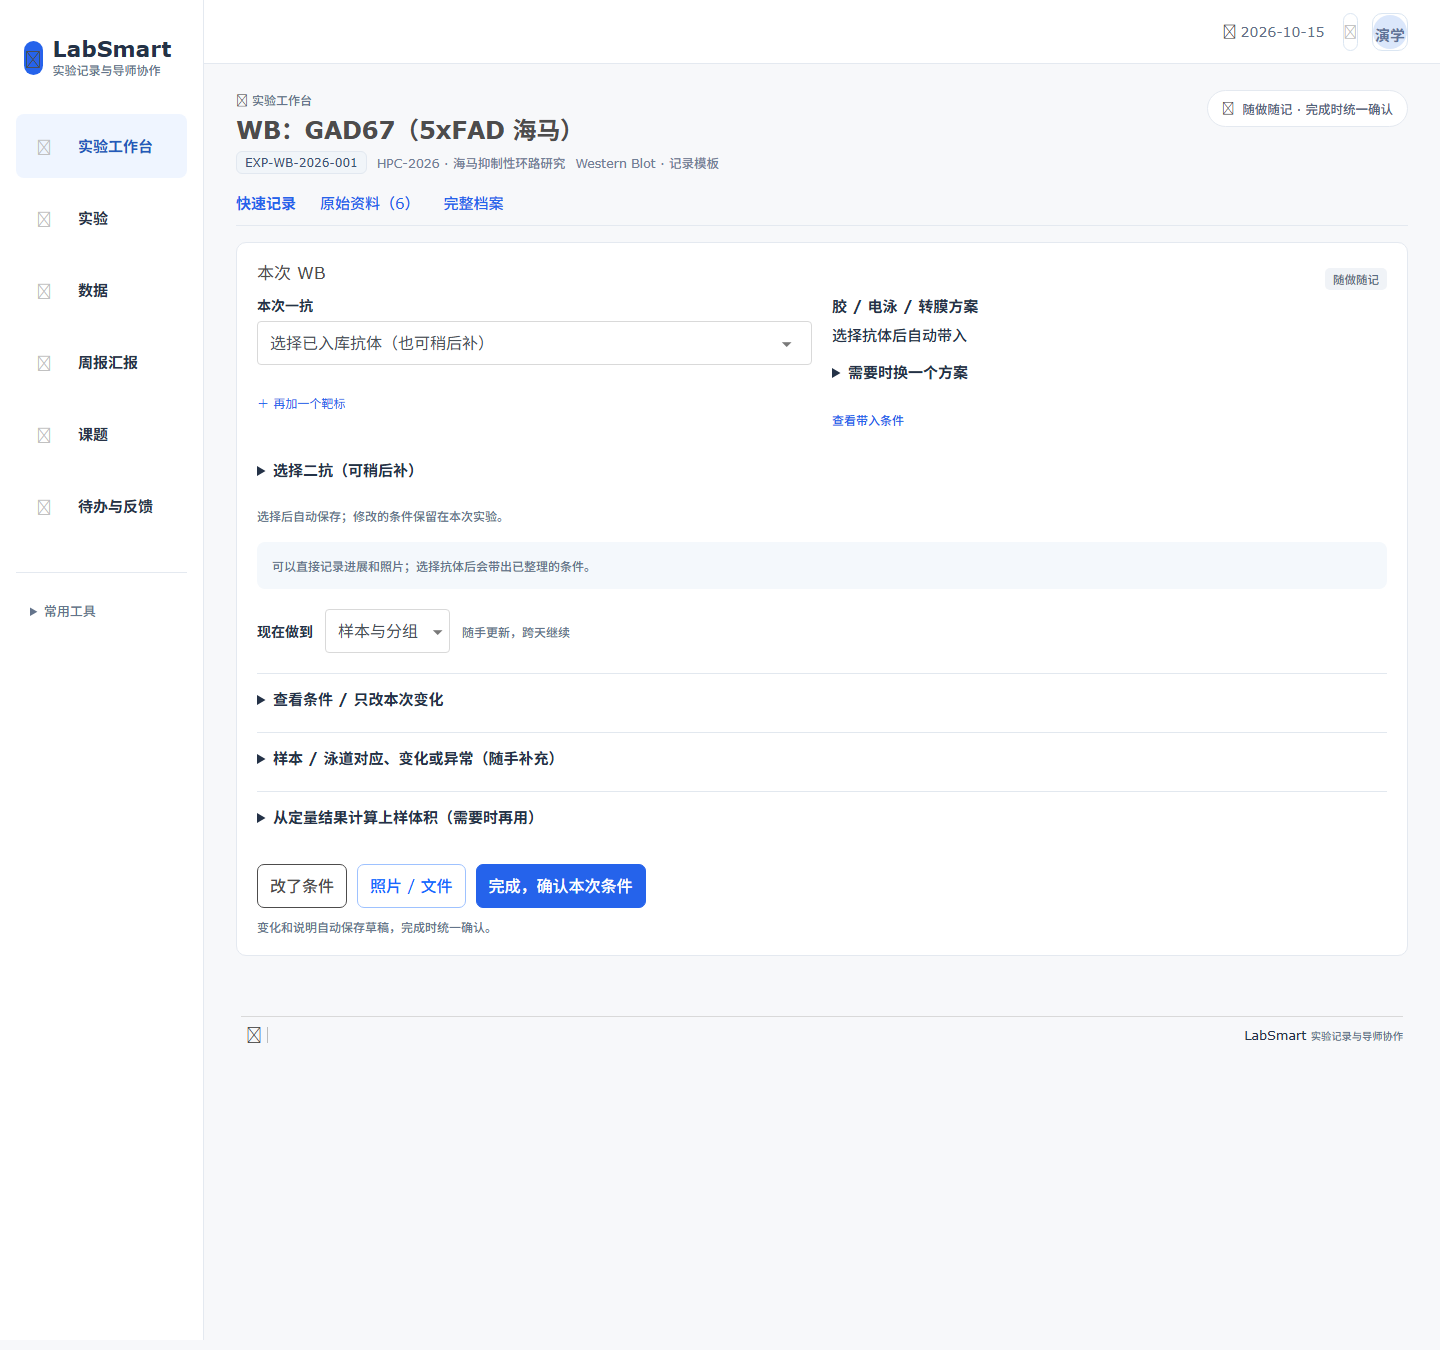 LabSmart
实验记录与导师协作
实验工作台
实验
数据
周报汇报
课题
待办与反馈
常用工具
2026-10-15
演学
实验工作台
WB：GAD67（5xFAD 海马）
随做随记 · 完成时统一确认
EXP-WB-2026-001 HPC-2026 · 海马抑制性环路研究 Western Blot · 记录模板
快速记录 原始资料（6） 完整档案
本次 WB
随做随记
本次一抗
选择已入库抗体（也可稍后补）
+ 再加一个靶标
胶 / 电泳 / 转膜方案
选择抗体后自动带入
需要时换一个方案
查看带入条件
选择二抗（可稍后补）
选择后自动保存；修改的条件保留在本次实验。
可以直接记录进展和照片；选择抗体后会带出已整理的条件。
现在做到 样本与分组 随手更新，跨天继续
查看条件 / 只改本次变化
样本 / 泳道对应、变化或异常（随手补充）
从定量结果计算上样体积（需要时再用）
改了条件 照片 / 文件 完成，确认本次条件
变化和说明自动保存草稿，完成时统一确认。
LabSmart 实验记录与导师协作